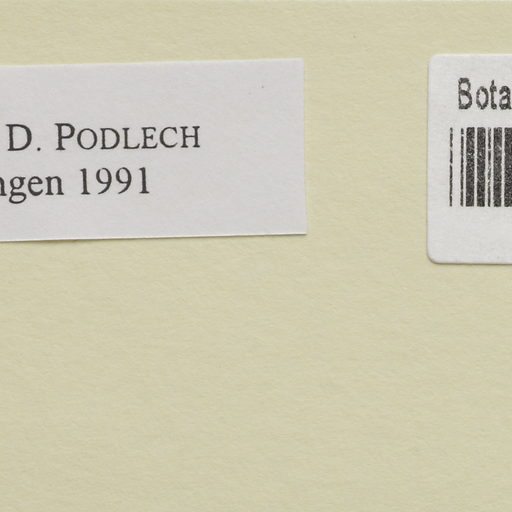 D. PODLECH
ngen 1991
Bota